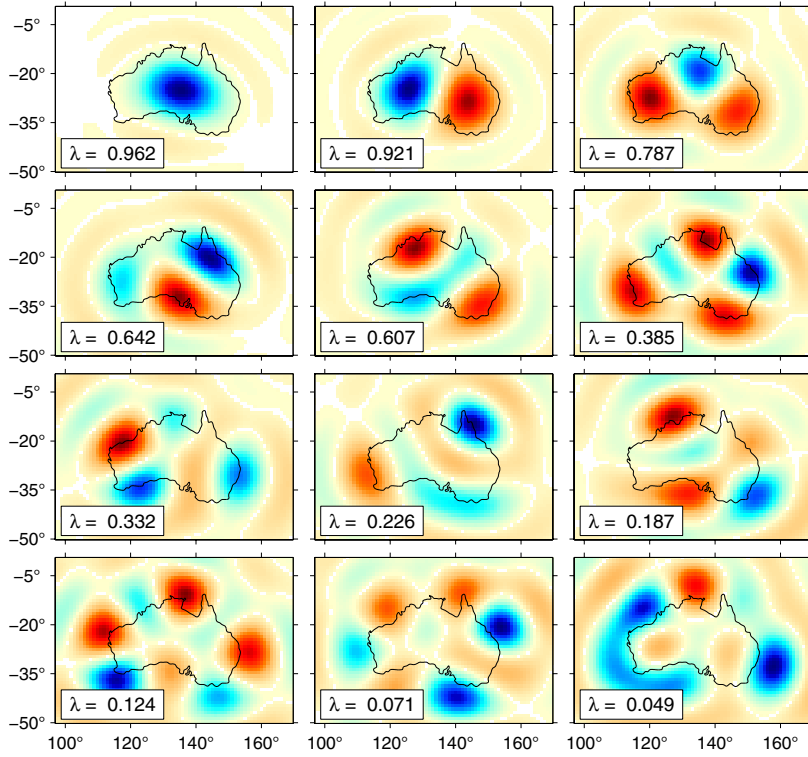 −5°
−20°
−35°
−50°
λ = 0.962
λ = 0.921
λ = 0.787
−5°
−20°
−35°
−50°
λ = 0.642
λ = 0.607
λ = 0.385
−5°
−20°
−35°
−50°
λ = 0.332
λ = 0.226
λ = 0.187
−5°
−20°
−35°
−50°
λ = 0.124
λ = 0.071
λ = 0.049
100° 120° 140° 160° 100° 120° 140° 160° 100° 120° 140° 160°